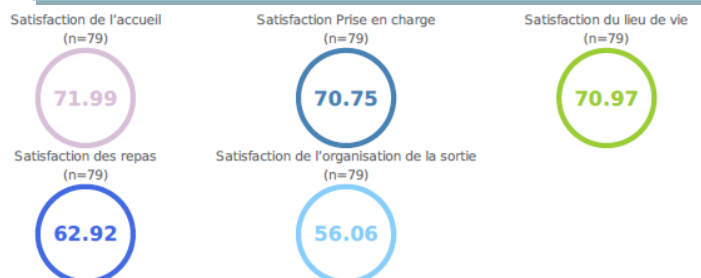 Satisfaction de l’accueil
(n=79)
71.99
Satisfaction Prise en charge
(n=79)
70.75
Satisfaction du lieu de vie
(n=79)
70.97
Satisfaction des repas
(n=79)
62.92
Satisfaction de l’organisation de la sortie
(n=79)
56.06